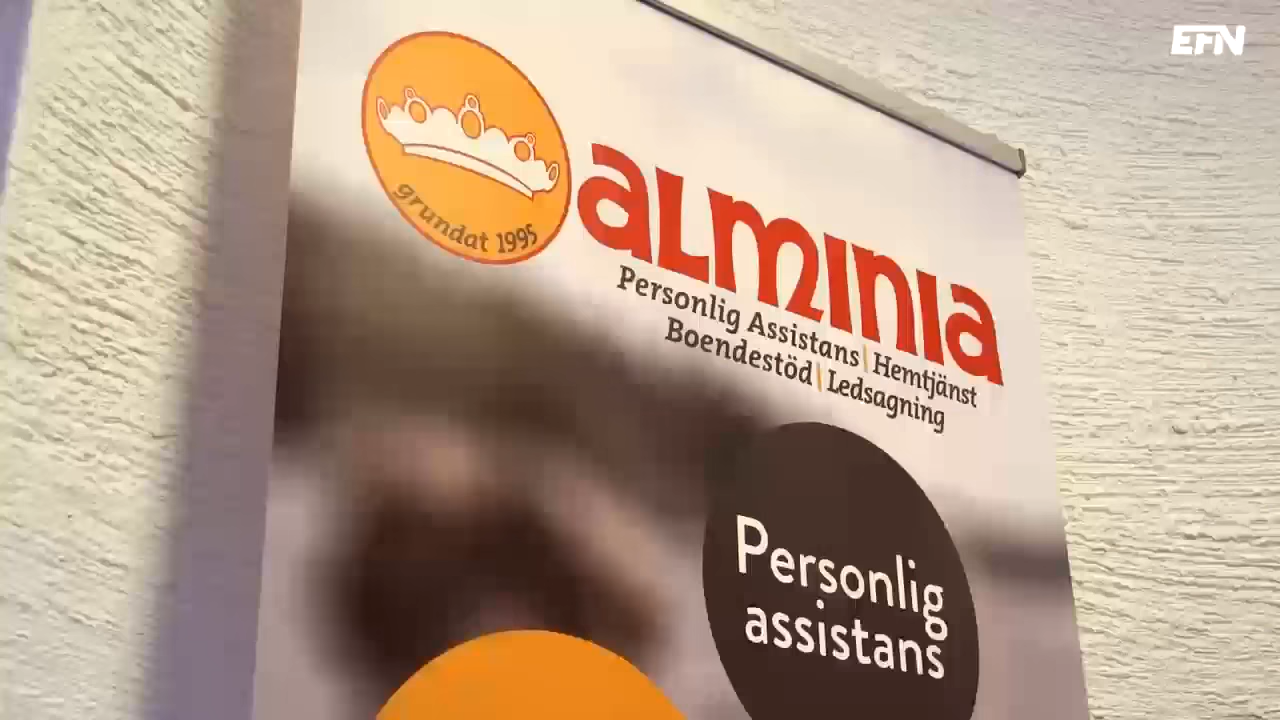 EFN
grundat 1995
alminia
Personlig Assistans | Hemtjänst
Boendestöd | Ledsagning
Personlig
assistans